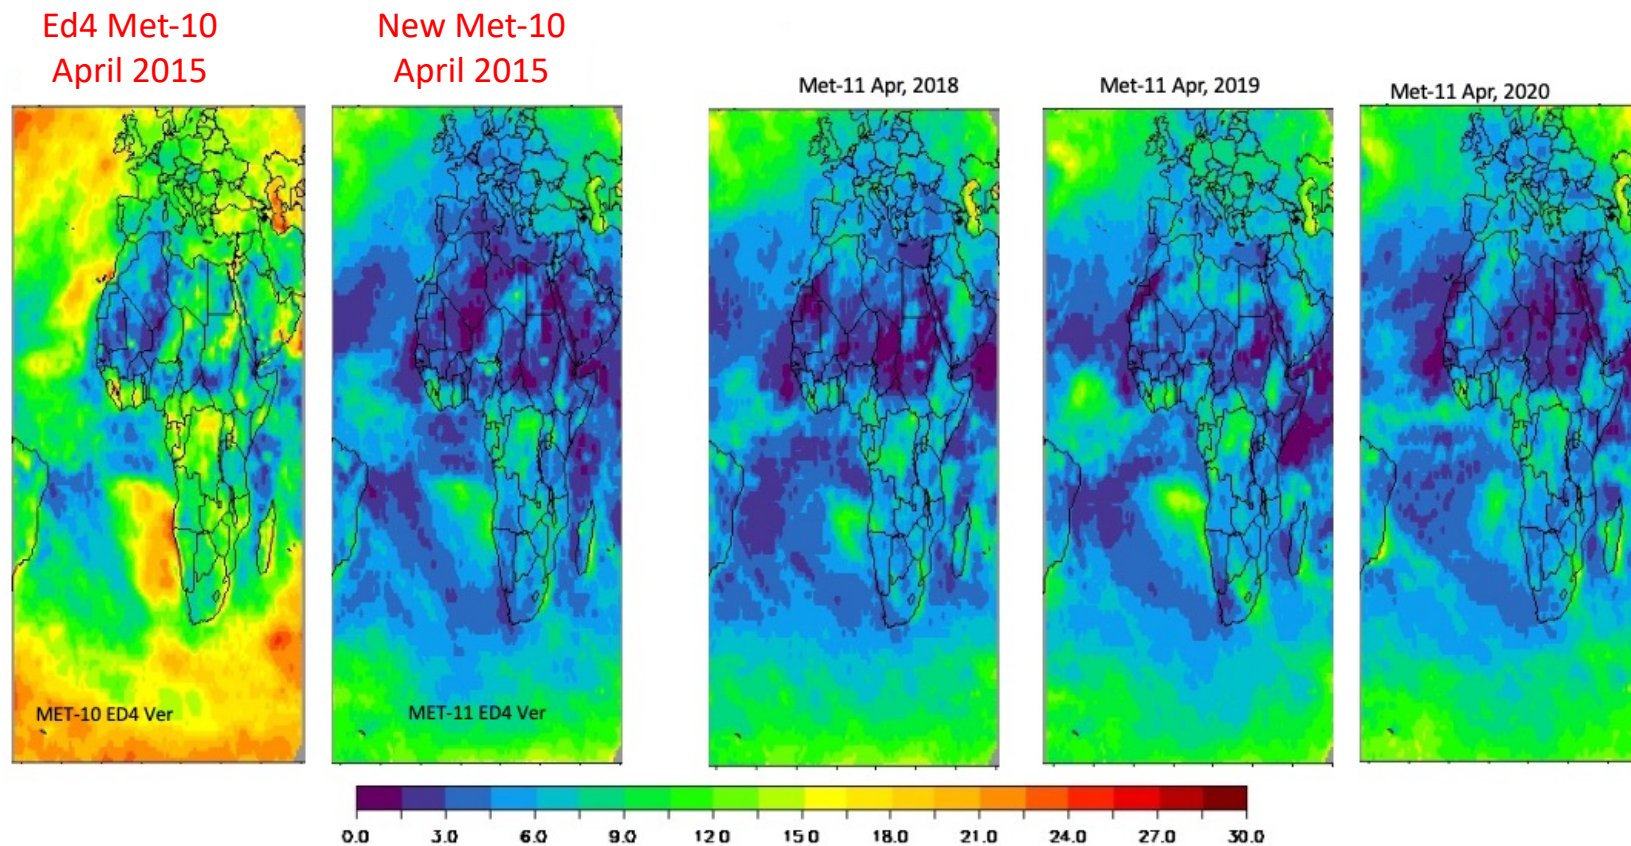 Ed4 Met-10
April 2015
New Met-10
April 2015
Met-11 Apr, 2018
Met-11 Apr, 2019
Met-11 Apr, 2020
MET-10 ED4 Ver
MET-11 ED4 Ver
0.0 3.0 6.0 9.0 12.0 15.0 18.0 21.0 24.0 27.0 30.0